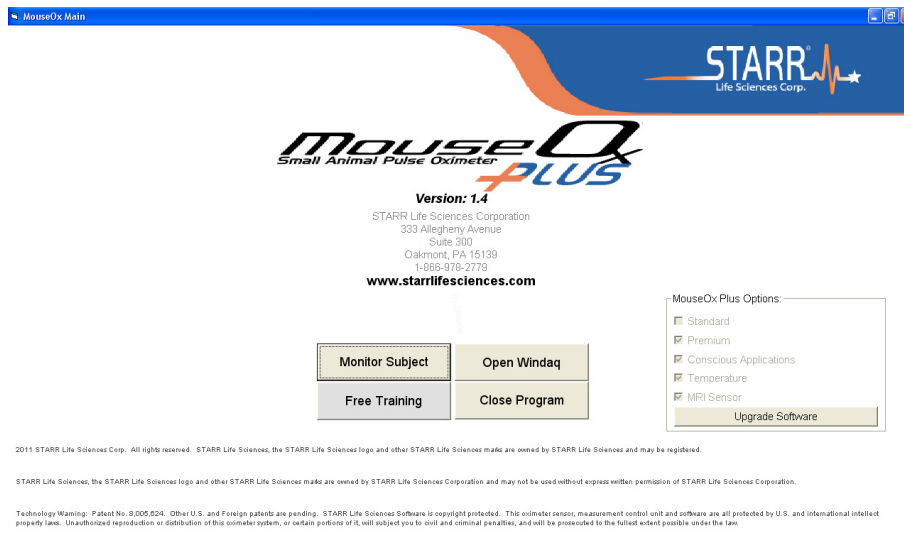 MouseOx Main
STARR®
Life Sciences Corp.
MouseOx
Small Animal Pulse Oximeter
PLUS
Version: 1.4
STARR Life Sciences Corporation
333 Allegheny Avenue
Suite 300
Oakmont, PA 15139
1-866-978-2779
www.starrlifesciences.com
MouseOx Plus Options:
Standard
Premium
Conscious Applications
Temperature
MRI Sensor
Upgrade Software
Monitor Subject
Open Windaq
Free Training
Close Program
2011 STARR Life Sciences Corp. All rights reserved. STARR Life Sciences, the STARR Life Sciences logo and other STARR Life Sciences marks are owned by STARR Life Sciences and may be registered.
STARR Life Sciences, the STARR Life Sciences logo and other STARR Life Sciences marks are owned by STARR Life Sciences Corporation and may not be used without express written permission of STARR Life Sciences Corporation.
Technology Warning: Patent No. 8,005,624. Other U.S. and Foreign patents are pending. STARR Life Sciences Software is copyright protected. This oximeter sensor, measurement control unit and software are all protected by U.S. and international intellect
property laws. Unauthorized reproduction or distribution of this oximeter system, or certain portions of it, will subject you to civil and criminal penalties, and will be prosecuted to the fullest extent possible under the law.